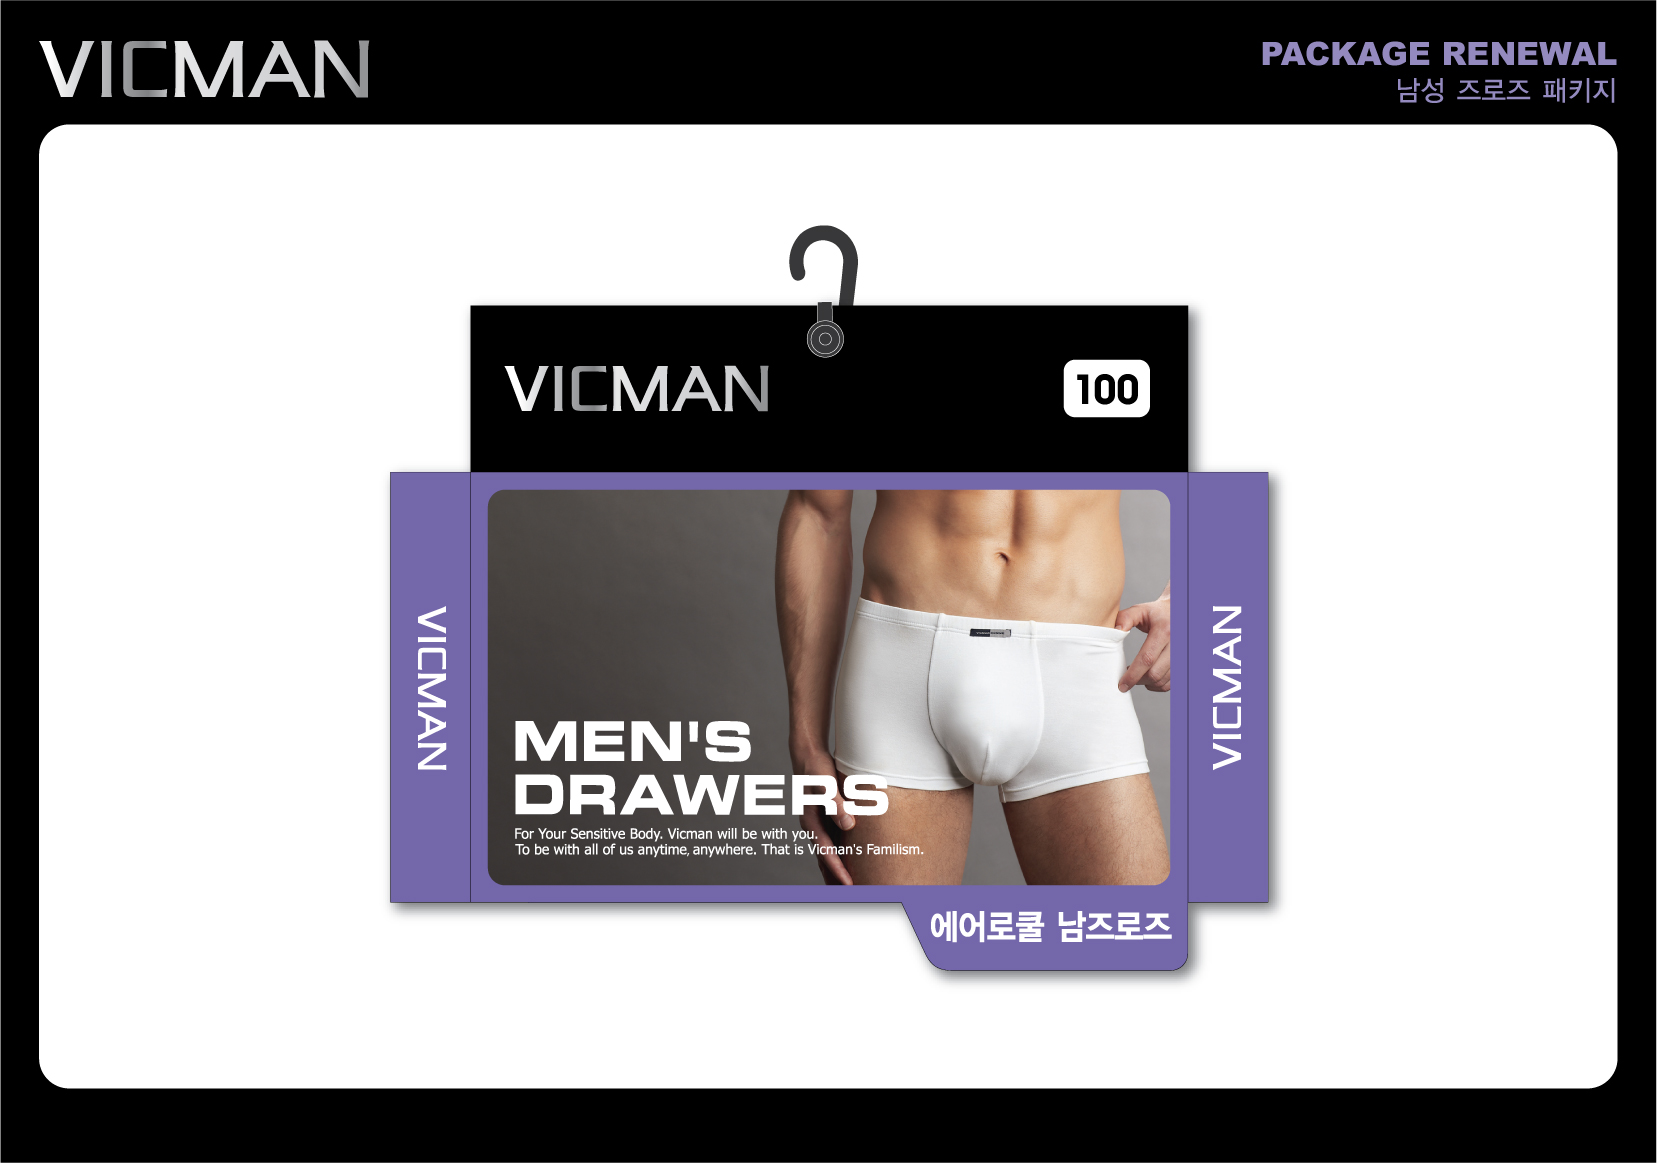 VICMAN
PACKAGE RENEWAL
남성 즈로즈 패키지
VICMAN
100
VICMAN
VICMAN
MEN'S
DRAWERS
For Your Sensitive Body. Vicman will be with you.
To be with all of us anytime, anywhere. That is Vicman's Familism.
에어로쿨 남즈로즈